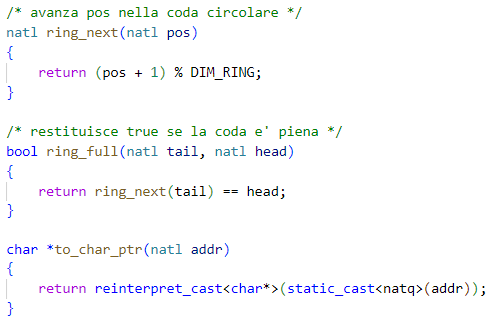 /* avanza pos nella coda circolare */
natl ring_next(natl pos)
{
    return (pos + 1) % DIM_RING;
}

/* restituisce true se la coda e' piena */
bool ring_full(natl tail, natl head)
{
    return ring_next(tail) == head;
}

char *to_char_ptr(natl addr)
{
    return reinterpret_cast<char*>(static_cast<natq>(addr));
}